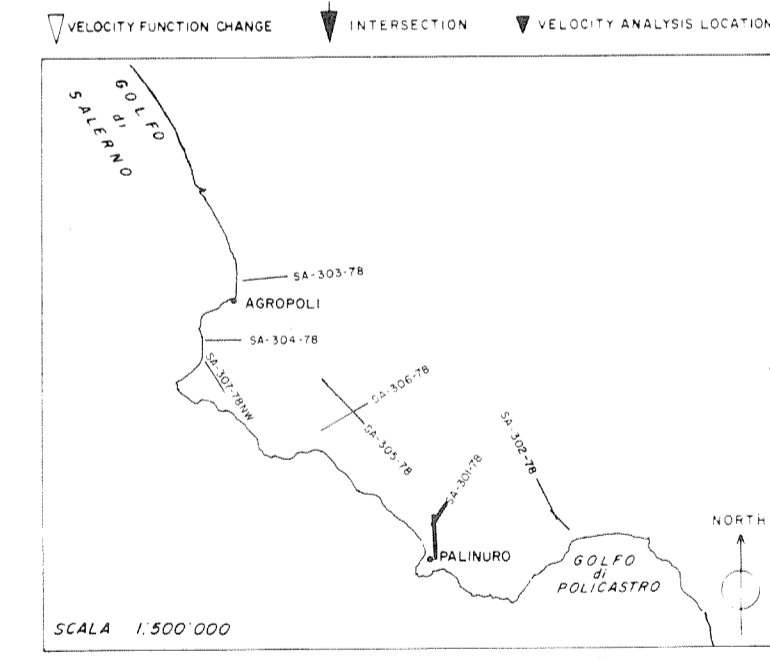 VELOCITY FUNCTION CHANGE
INTERSECTION
VELOCITY ANALYSIS LOCATION
GOLFO
di
SALERNO
SA-303-78
AGROPOLI
SA-304-78
SA-307-78NW
SA-306-78
SA-305-78
SA-302-78
SA-301-78
PALINURO
GOLFO
di
POLICASTRO
NORTH
SCALA 1:500'000